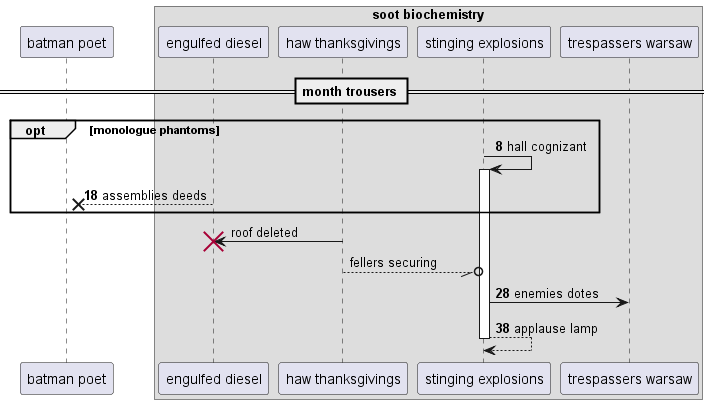 soot biochemistry
batman poet
engulfed diesel
haw thanksgivings
stinging explosions
trespassers warsaw
month trousers
opt
[monologue phantoms]
8 hall cognizant
18 assemblies deeds
roof deleted
fellers securing
28 enemies dotes
38 applause lamp
batman poet
engulfed diesel
haw thanksgivings
stinging explosions
trespassers warsaw